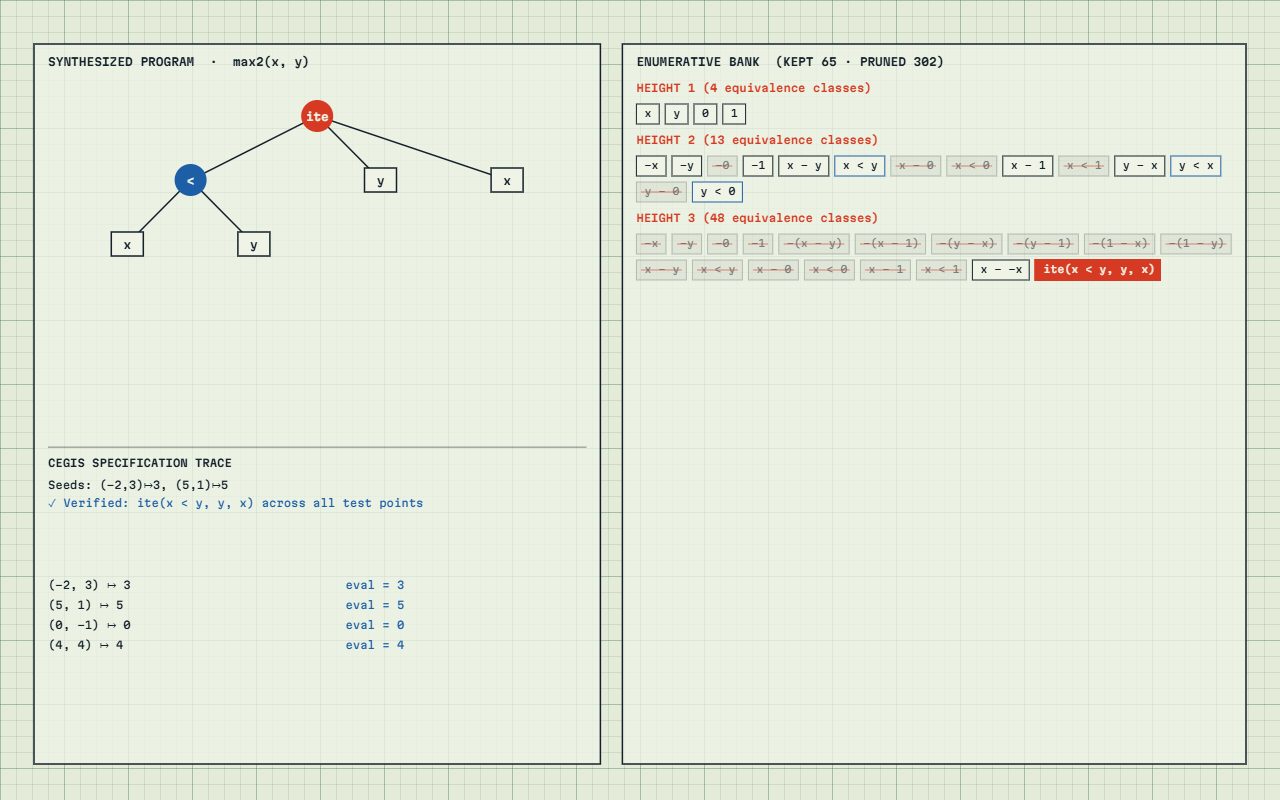 SYNTHESIZED PROGRAM · max2(x, y)
ite
< y x
x y
CEGIS SPECIFICATION TRACE
Seeds: (−2,3)↦3, (5,1)↦5
✓ Verified: ite(x < y, y, x) across all test points
(−2, 3) ↦ 3 eval = 3
(5, 1) ↦ 5 eval = 5
(0, −1) ↦ 0 eval = 0
(4, 4) ↦ 4 eval = 4
ENUMERATIVE BANK (KEPT 65 · PRUNED 302)
HEIGHT 1 (4 equivalence classes)
x y 0 1
HEIGHT 2 (13 equivalence classes)
−x −y −0 −1 x − y x < y x − 0 x < 0 x − 1 x < 1 y − x y < x
y − 0 y < 0
HEIGHT 3 (48 equivalence classes)
−x −y −0 −1 −(x − y) −(x − 1) −(y − x) −(y − 1) −(1 − x) −(1 − y)
x − y x < y x − 0 x < 0 x − 1 x < 1 x − −x ite(x < y, y, x)